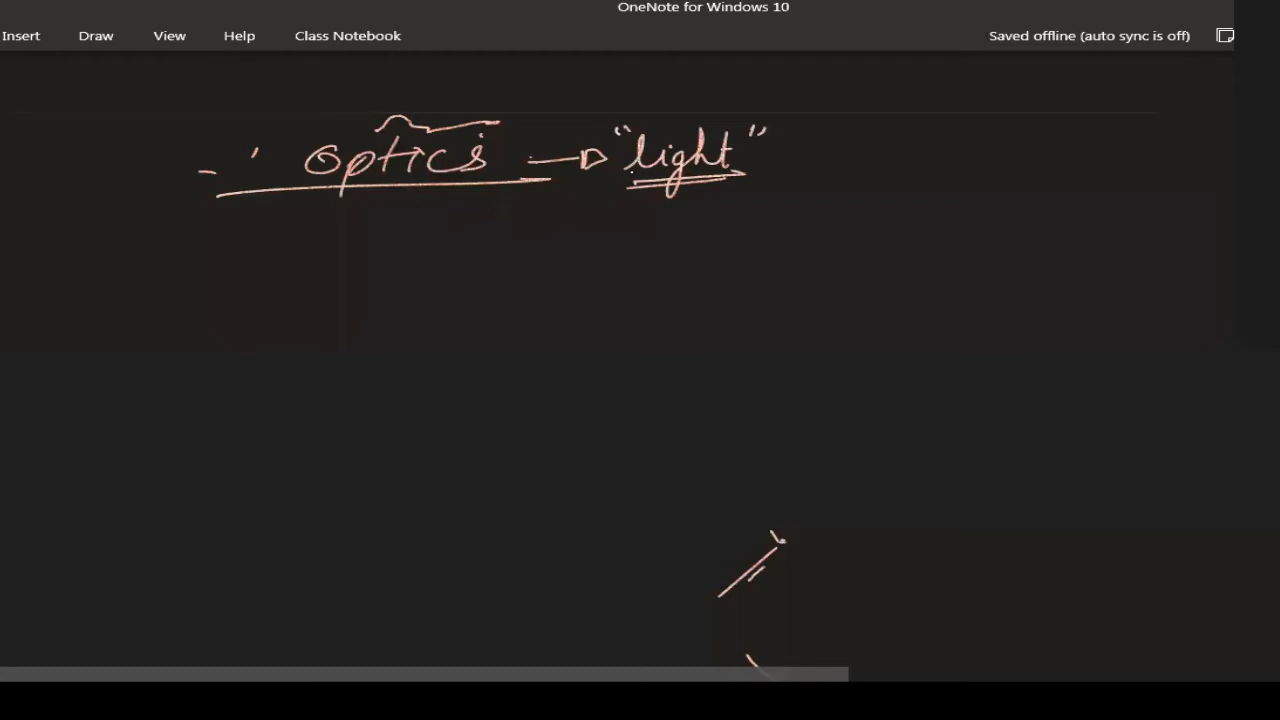 OneNote for Windows 10
Insert Draw View Help Class Notebook Saved offline (auto sync is off)
Optics → "light"